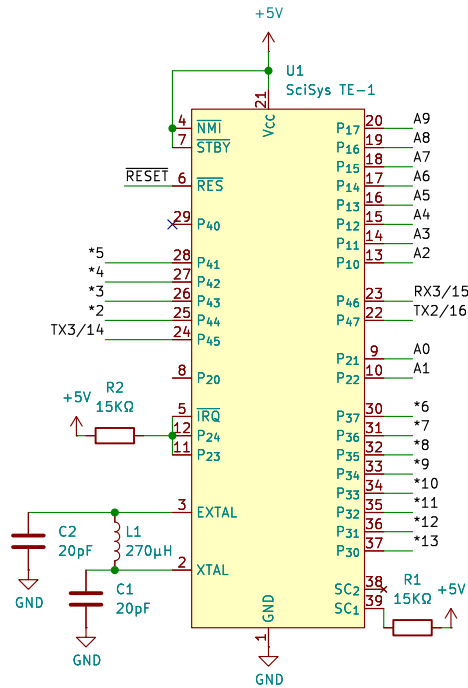 +5V
U1
SciSys TE-1
21
VCC
4 NMI P17 20 A9
7 STBY P16 19 A8
P15 18 A7
RESET 6 RES P14 17 A6
P13 16 A5
29 P40 P12 15 A4
P11 14 A3
*5 28 P41 P10 13 A2
*4 27 P42
*3 26 P43 P46 23 RX3/15
*2 25 P44 P47 22 TX2/16
TX3/14 24 P45
P21 9 A0
8 P20 P22 10 A1
R2
+5V 15KΩ
5 IRQ P37 30 *6
12 P24 P36 31 *7
11 P23 P35 32 *8
P34 33 *9
P33 34 *10
3 EXTAL P32 35 *11
C2 L1 P31 36 *12
20pF 270µH P30 37 *13
2 XTAL
SC2 38 R1
C1 SC1 39 15KΩ +5V
20pF
GND
GND
1
GND
GND